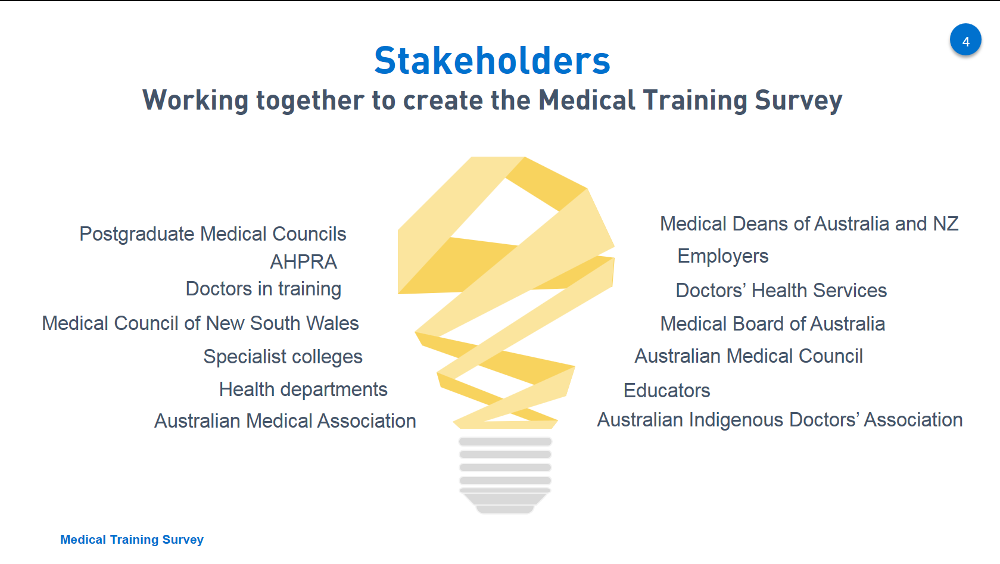 4
Stakeholders
Working together to create the Medical Training Survey
Postgraduate Medical Councils
AHPRA
Doctors in training
Medical Council of New South Wales
Specialist colleges
Health departments
Australian Medical Association
Medical Deans of Australia and NZ
Employers
Doctors’ Health Services
Medical Board of Australia
Australian Medical Council
Educators
Australian Indigenous Doctors’ Association
Medical Training Survey